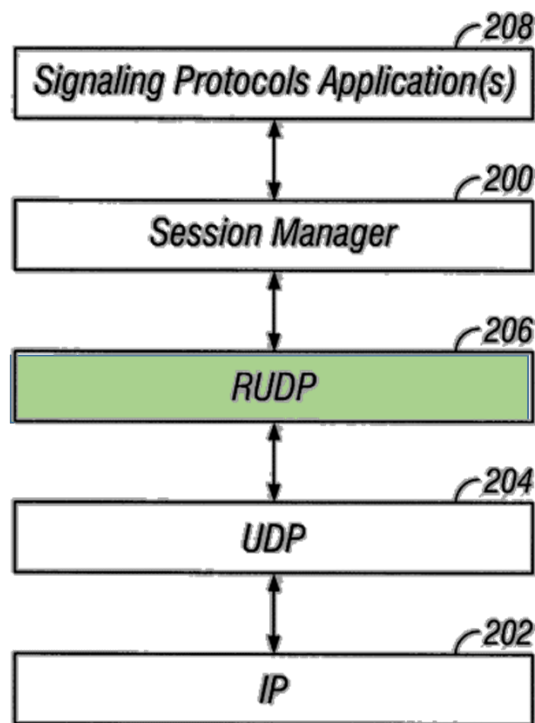 208
Signaling Protocols Application(s)
200
Session Manager
206
RUDP
204
UDP
202
IP